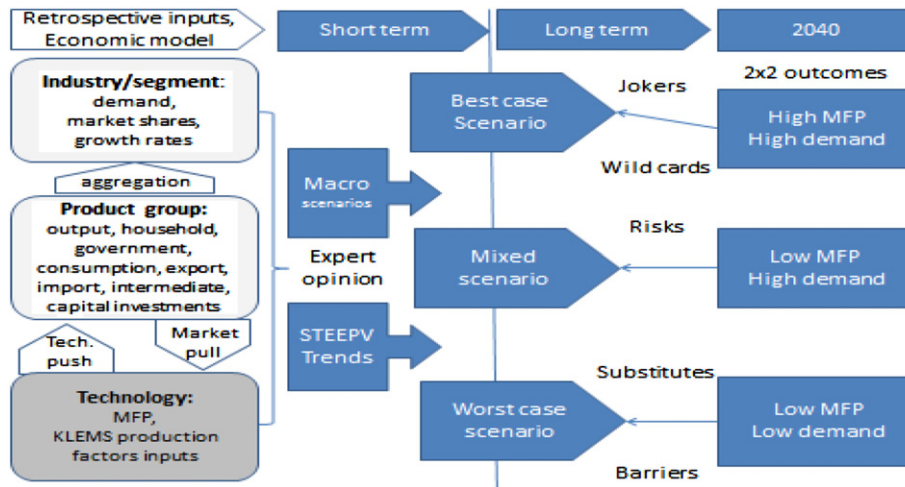 Retrospective inputs,
Economic model
Short term
Long term
2040
Industry/segment:
demand,
market shares,
growth rates
aggregation
Product group:
output, household,
government,
consumption, export,
import, intermediate,
capital investments
Tech.
push
Market
pull
Technology:
MFP,
KLEMS production
factors inputs
Macro
scenarios
Expert
opinion
STEEPV
Trends
Best case
Scenario
Mixed
scenario
Worst case
scenario
Jokers
Wild cards
Risks
Substitutes
Barriers
2x2 outcomes
High MFP
High demand
Low MFP
High demand
Low MFP
Low demand